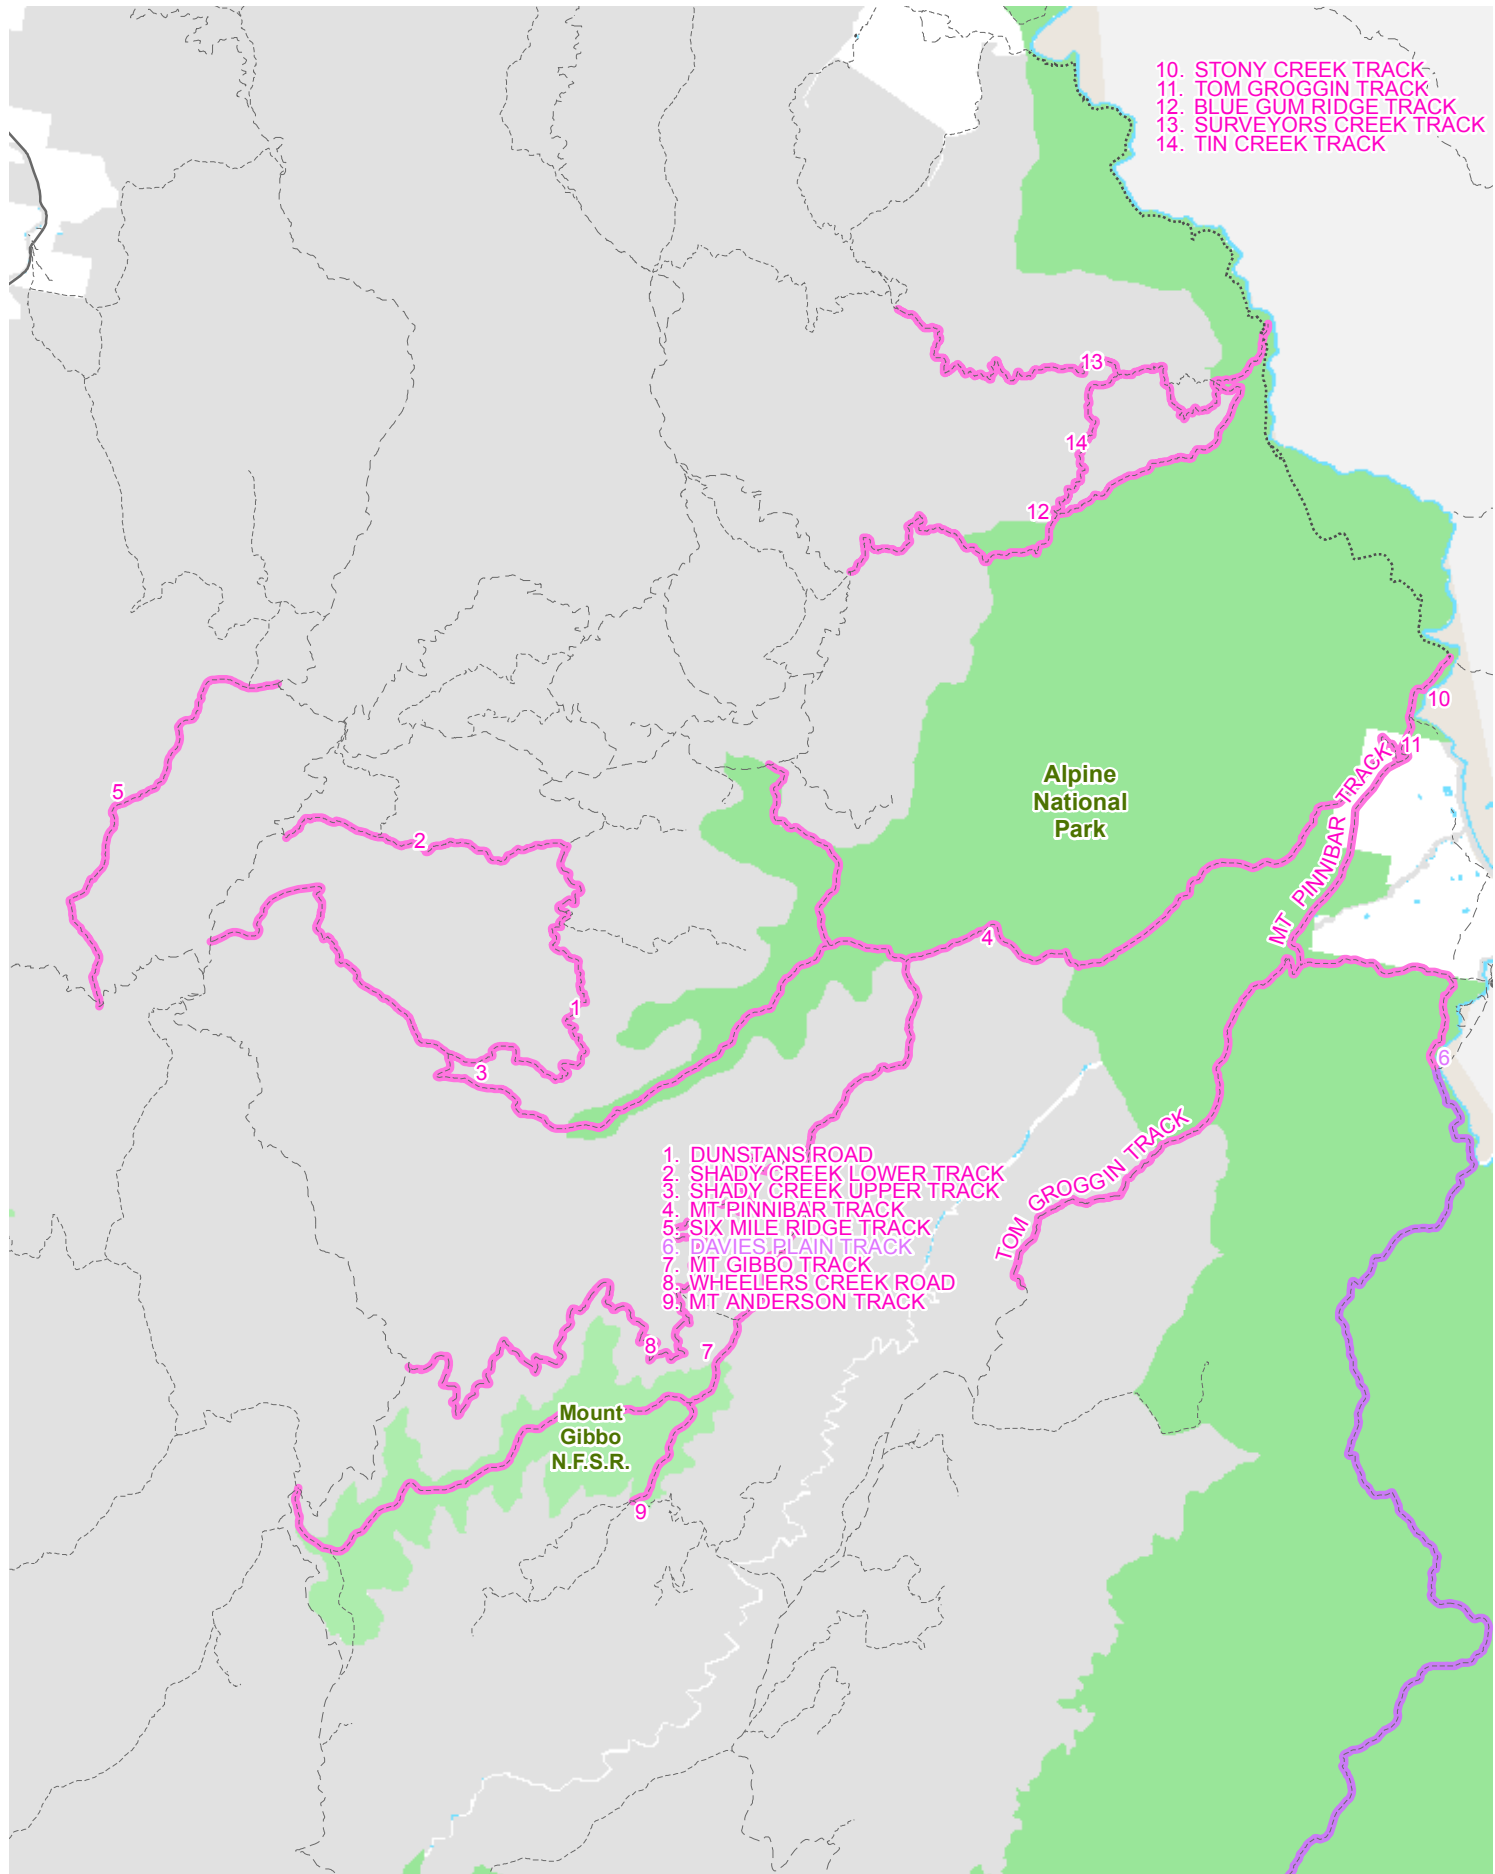 10. STONY CREEK TRACK
11. TOM GROGGIN TRACK
12. BLUE GUM RIDGE TRACK
13. SURVEYORS CREEK TRACK
14. TIN CREEK TRACK
13
14
12
10
11
Alpine
National
Park
MT PINNIBAR TRACK
5
2
4
1
3
6
TOM GROGGIN TRACK
1. DUNSTANS ROAD
2. SHADY CREEK LOWER TRACK
3. SHADY CREEK UPPER TRACK
4. MT PINNIBAR TRACK
5. SIX MILE RIDGE TRACK
6. DAVIES PLAIN TRACK
7. MT GIBBO TRACK
8. WHEELERS CREEK ROAD
9. MT ANDERSON TRACK
8
7
Mount
Gibbo
N.F.S.R.
9